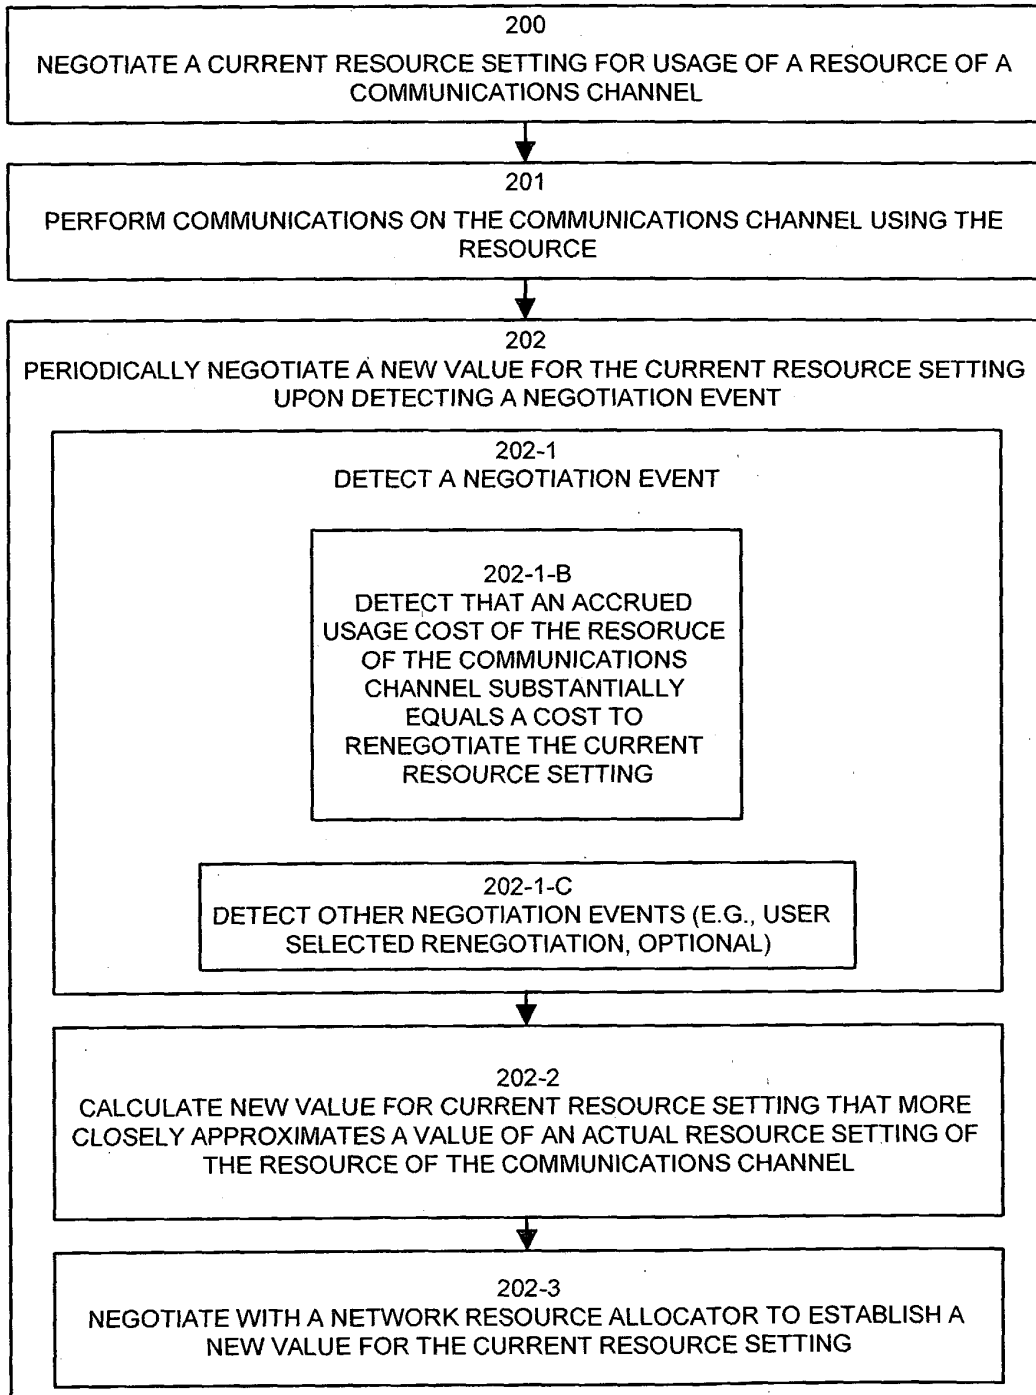 200
NEGOTIATE A CURRENT RESOURCE SETTING FOR USAGE OF A RESOURCE OF A
COMMUNICATIONS CHANNEL
201
PERFORM COMMUNICATIONS ON THE COMMUNICATIONS CHANNEL USING THE
RESOURCE
202
PERIODICALLY NEGOTIATE A NEW VALUE FOR THE CURRENT RESOURCE SETTING
UPON DETECTING A NEGOTIATION EVENT
202-1
DETECT A NEGOTIATION EVENT
202-1-B
DETECT THAT AN ACCRUED
USAGE COST OF THE RESORUCE
OF THE COMMUNICATIONS
CHANNEL SUBSTANTIALLY
EQUALS A COST TO
RENEGOTIATE THE CURRENT
RESOURCE SETTING
202-1-C
DETECT OTHER NEGOTIATION EVENTS (E.G., USER
SELECTED RENEGOTIATION, OPTIONAL)
202-2
CALCULATE NEW VALUE FOR CURRENT RESOURCE SETTING THAT MORE
CLOSELY APPROXIMATES A VALUE OF AN ACTUAL RESOURCE SETTING OF
THE RESOURCE OF THE COMMUNICATIONS CHANNEL
202-3
NEGOTIATE WITH A NETWORK RESOURCE ALLOCATOR TO ESTABLISH A
NEW VALUE FOR THE CURRENT RESOURCE SETTING